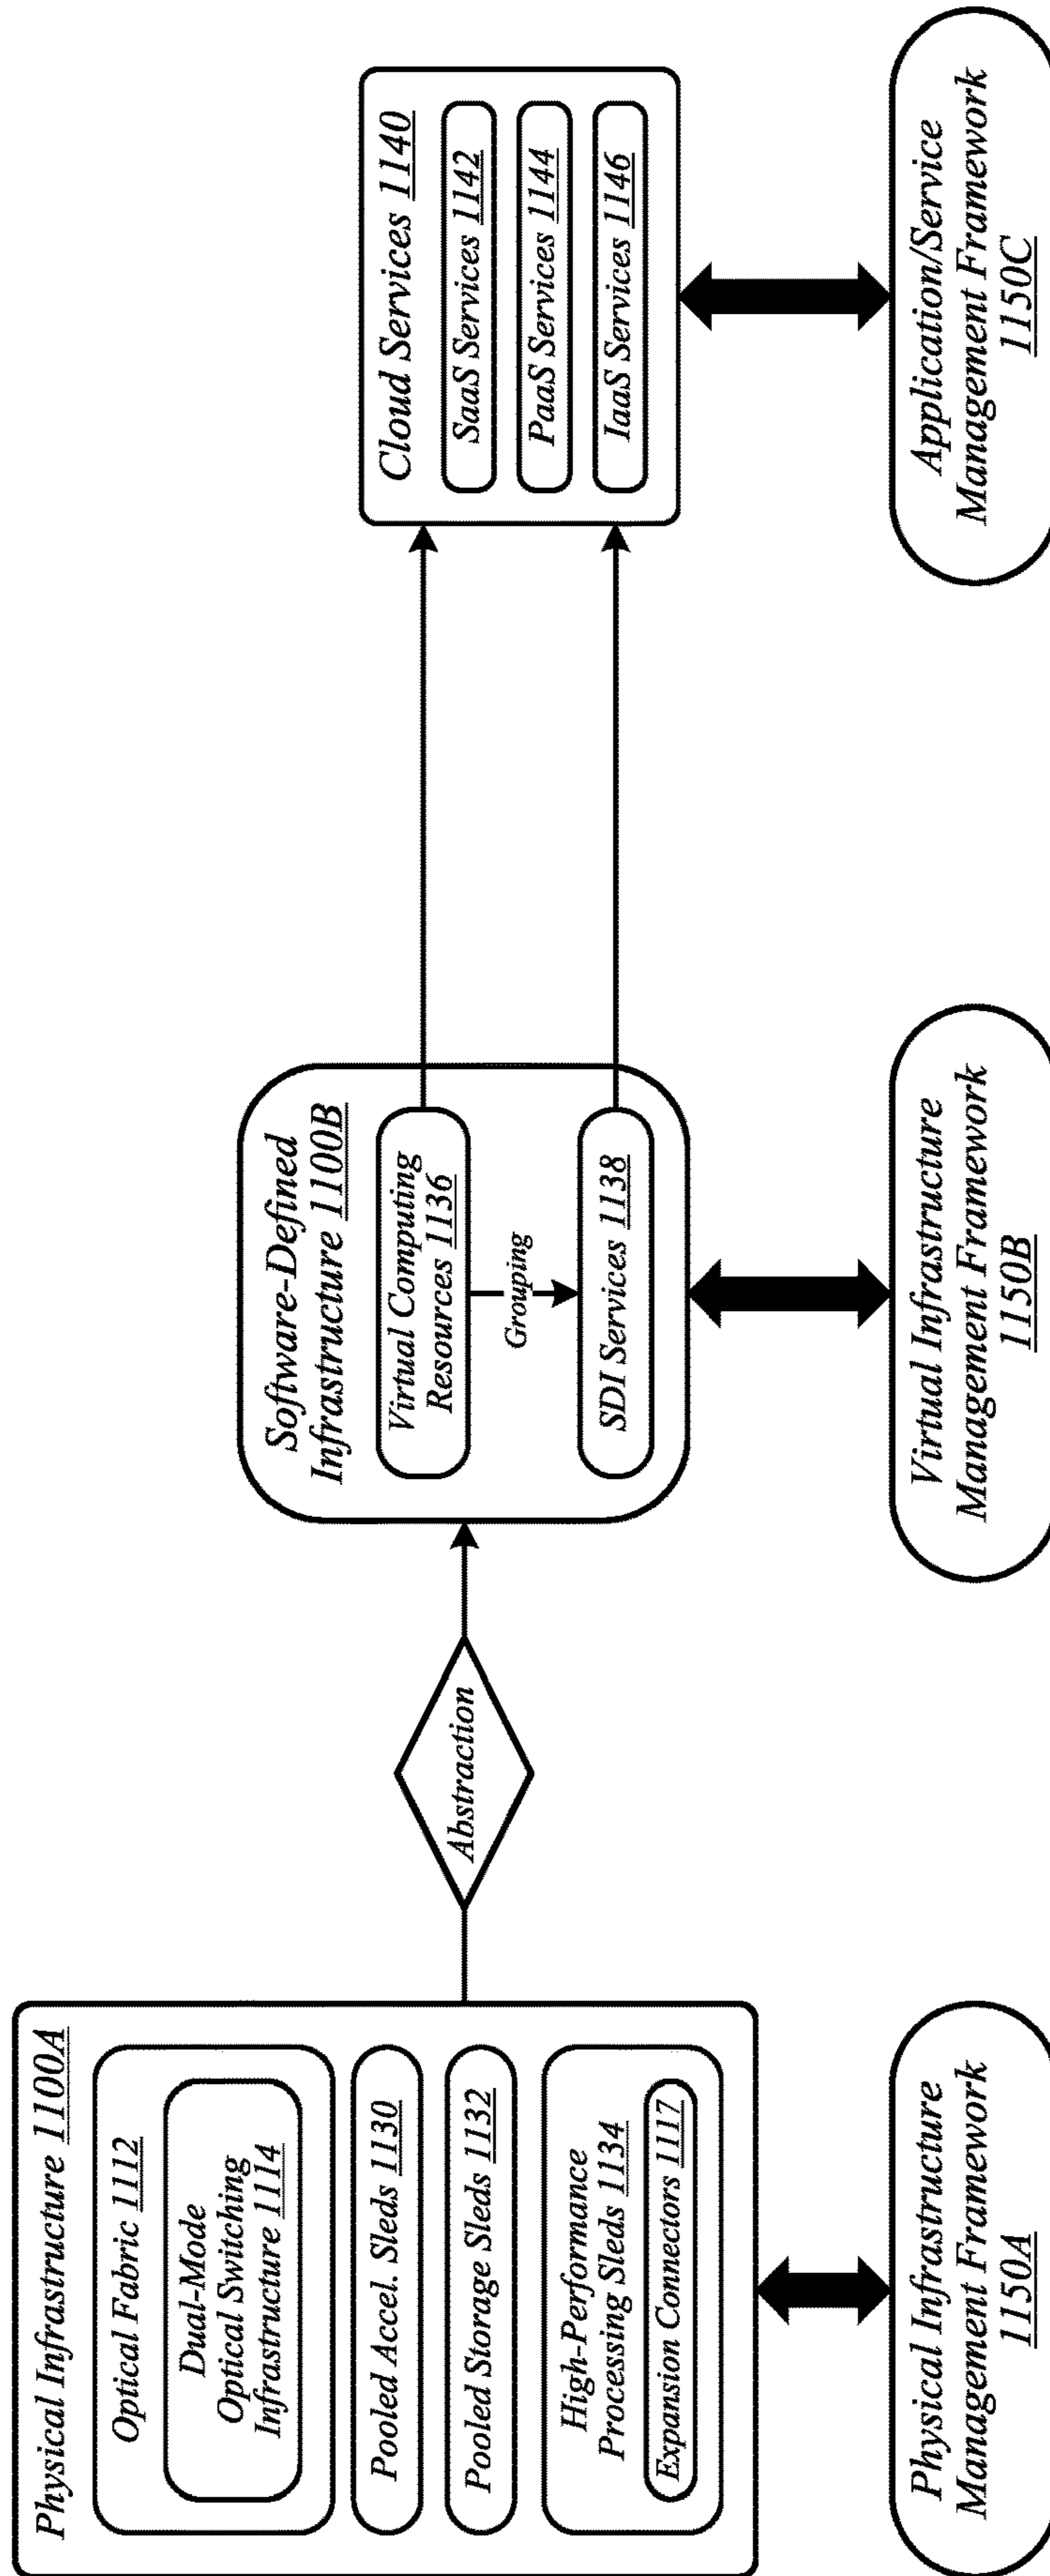 Physical Infrastructure 1100A
Optical Fabric 1112
Dual-Mode
Optical Switching
Infrastructure 1114
Pooled Accel. Sleds 1130
Pooled Storage Sleds 1132
High-Performance
Processing Sleds 1134
Expansion Connectors 1117
Physical Infrastructure
Management Framework
1150A
Abstraction
Software-Defined
Infrastructure 1100B
Virtual Computing
Resources 1136
Grouping
SDI Services 1138
Virtual Infrastructure
Management Framework
1150B
Cloud Services 1140
SaaS Services 1142
PaaS Services 1144
IaaS Services 1146
Application/Service
Management Framework
1150C